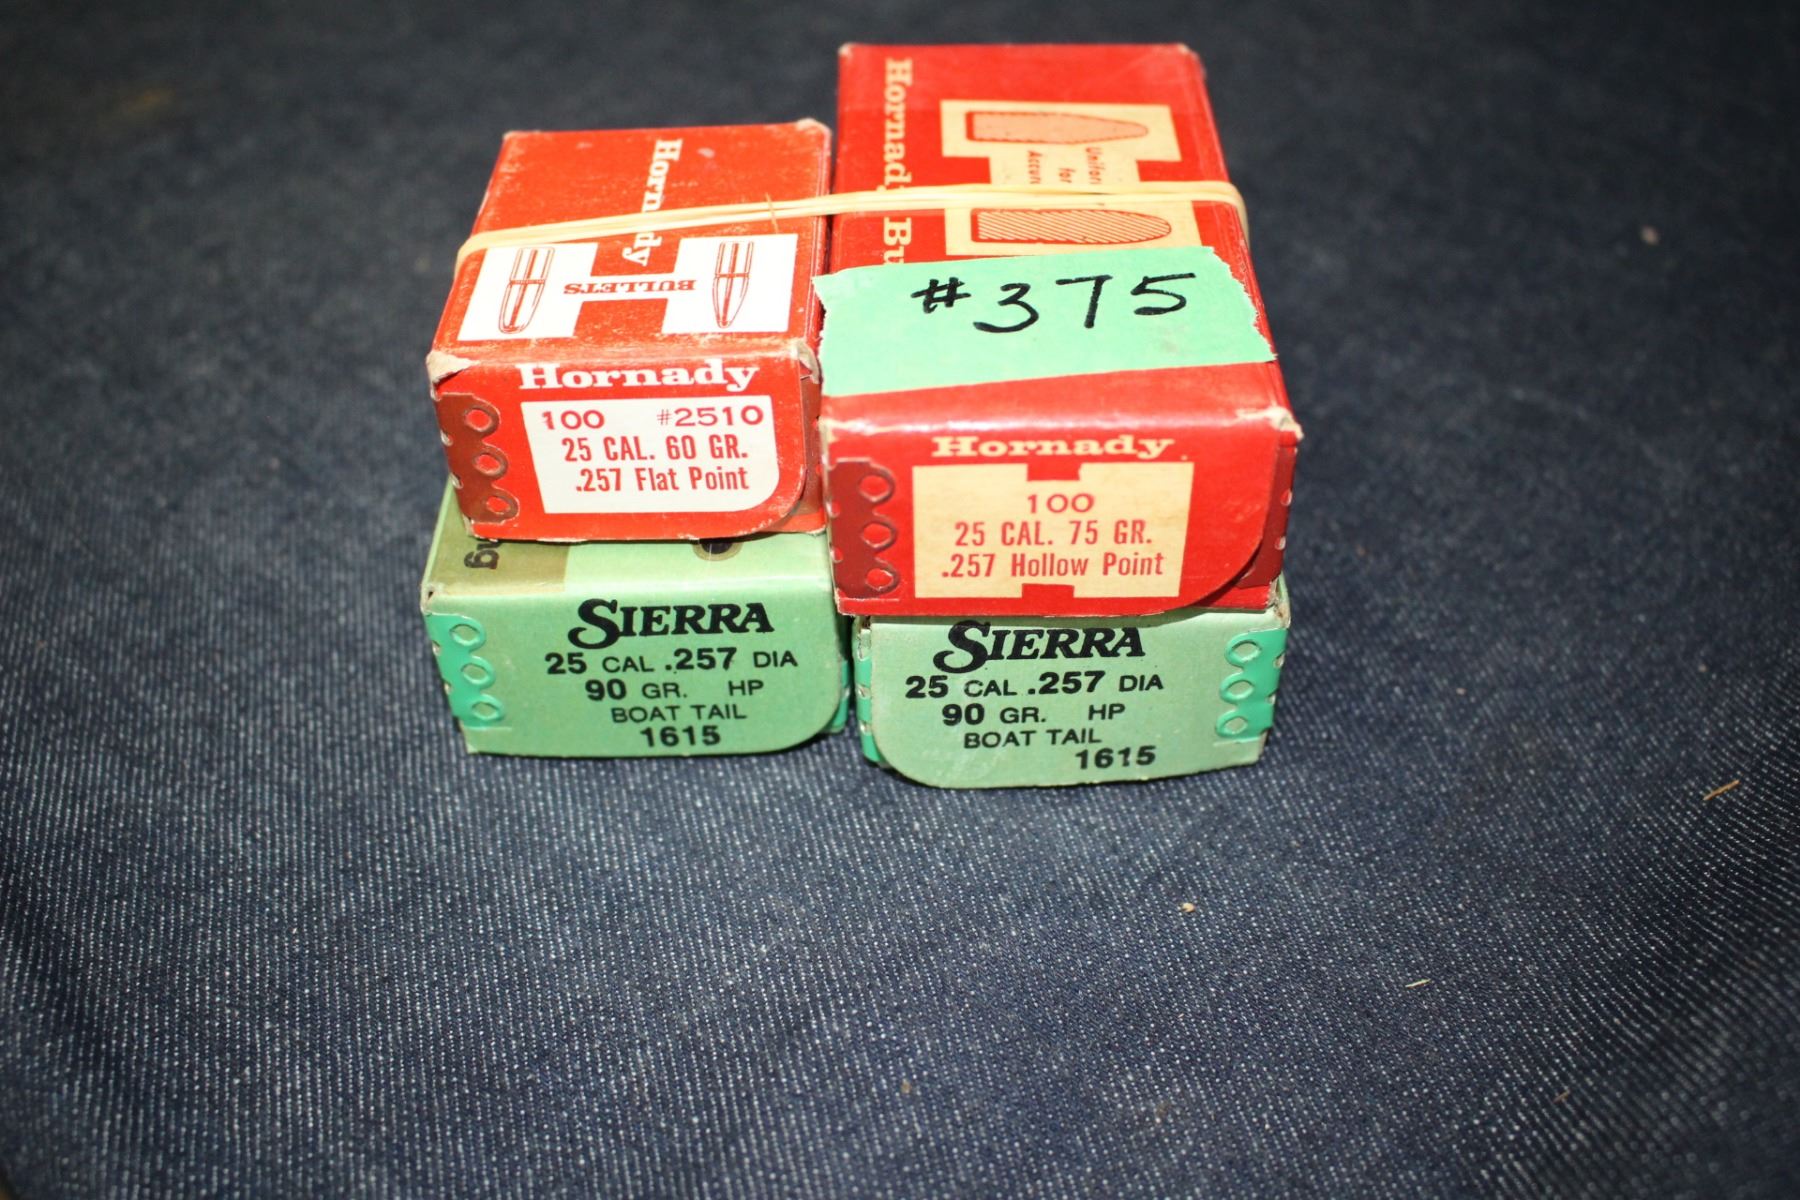 Hornady
BULLETS
Hornady
100 #2510
25 CAL. 60 GR.
.257 Flat Point
Hornady Bu
for
#375
Hornady
100
25 CAL. 75 GR.
.257 Hollow Point
SIERRA
25 CAL .257 DIA
90 GR. HP
BOAT TAIL
1615
SIERRA
25 CAL .257 DIA
90 GR. HP
BOAT TAIL
1615